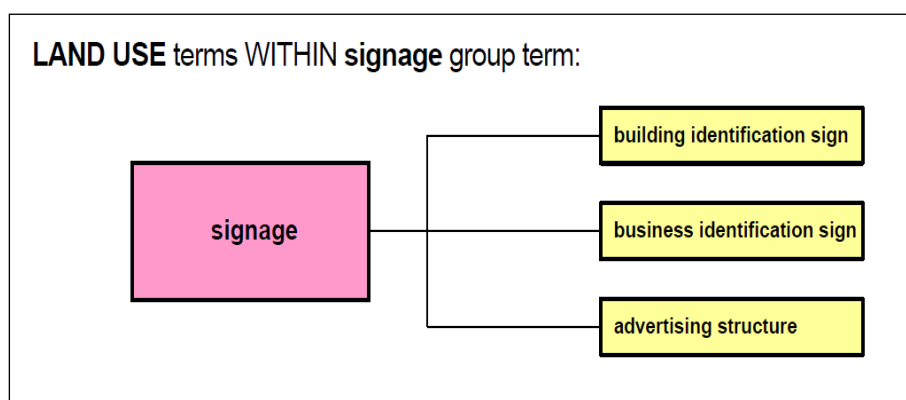 LAND USE terms WITHIN signage group term:
building identification sign
signage
business identification sign
advertising structure